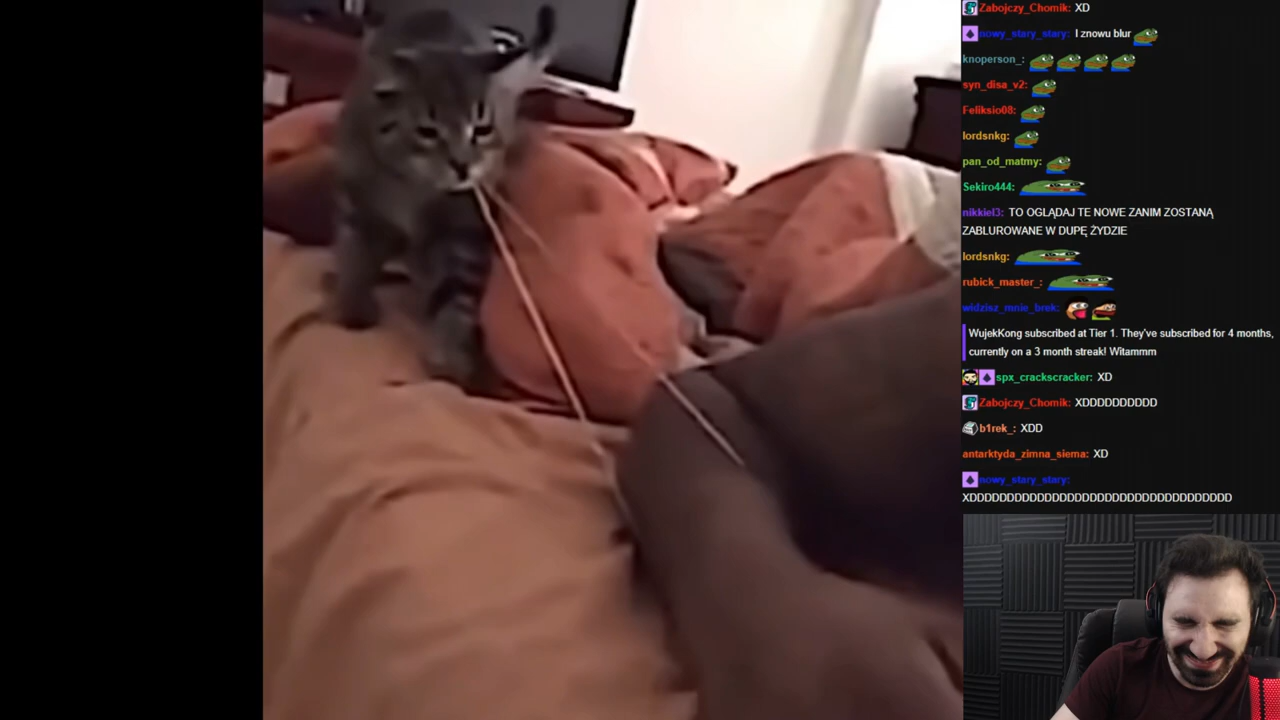 Zabojczy_Chomik: XD
nowy_stary_stary: I znowu blur
knoperson_:
syn_disa_v2:
Feliksio08:
lordsnkg:
pan_od_matmy:
Sekiro444:
nikkiel3: TO OGLĄDAJ TE NOWE ZANIM ZOSTANĄ
ZABLUROWANE W DUPĘ ŻYDZIE
lordsnkg:
rubick_master_:
widzisz_mnie_brek:
WujekKong subscribed at Tier 1. They've subscribed for 4 months,
currently on a 3 month streak! Witammm
spx_crackscracker: XD
Zabojczy_Chomik: XDDDDDDDDDD
b1rek_: XDD
antarktyda_zimna_siema: XD
nowy_stary_stary:
XDDDDDDDDDDDDDDDDDDDDDDDDDDDDDDDDDDD